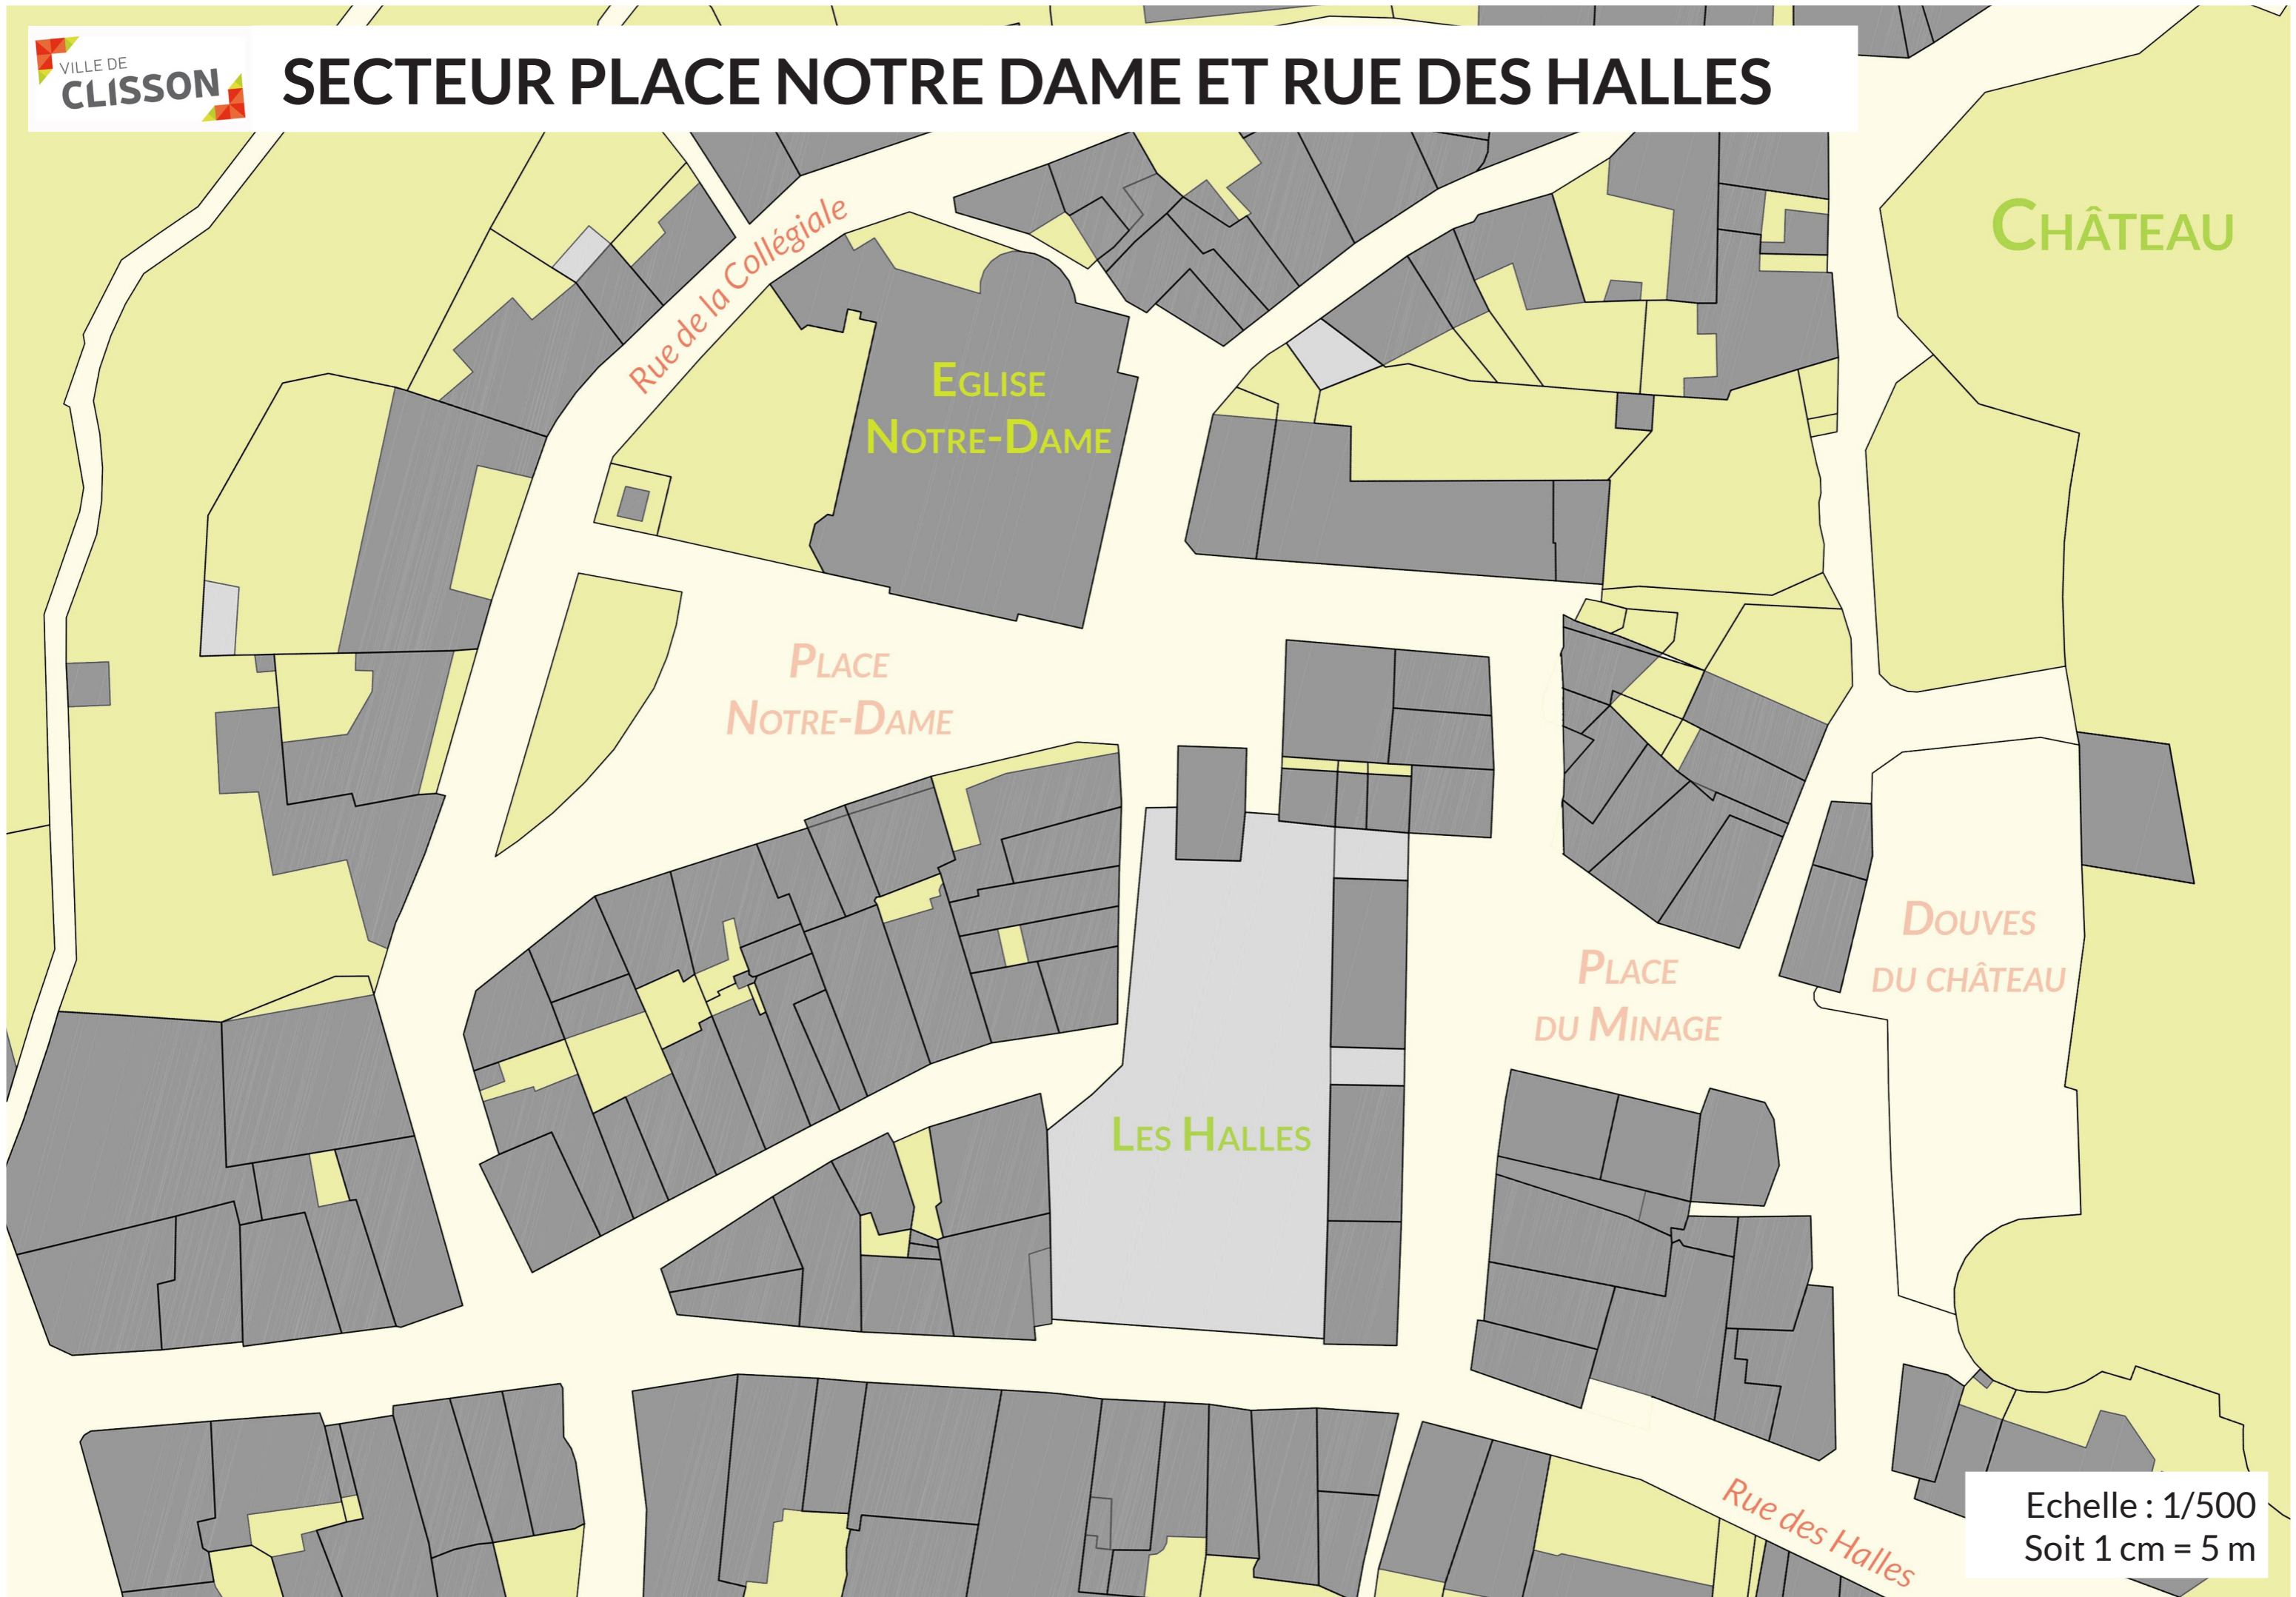 VILLE DE
CLISSON
SECTEUR PLACE NOTRE DAME ET RUE DES HALLES
CHÂTEAU
Rue de la Collégiale
EGLISE
NOTRE-DAME
PLACE
NOTRE-DAME
DOUVES
DU CHÂTEAU
PLACE
DU MINAGE
LES HALLES
Rue des Halles
Echelle : 1/500
Soit 1 cm = 5 m